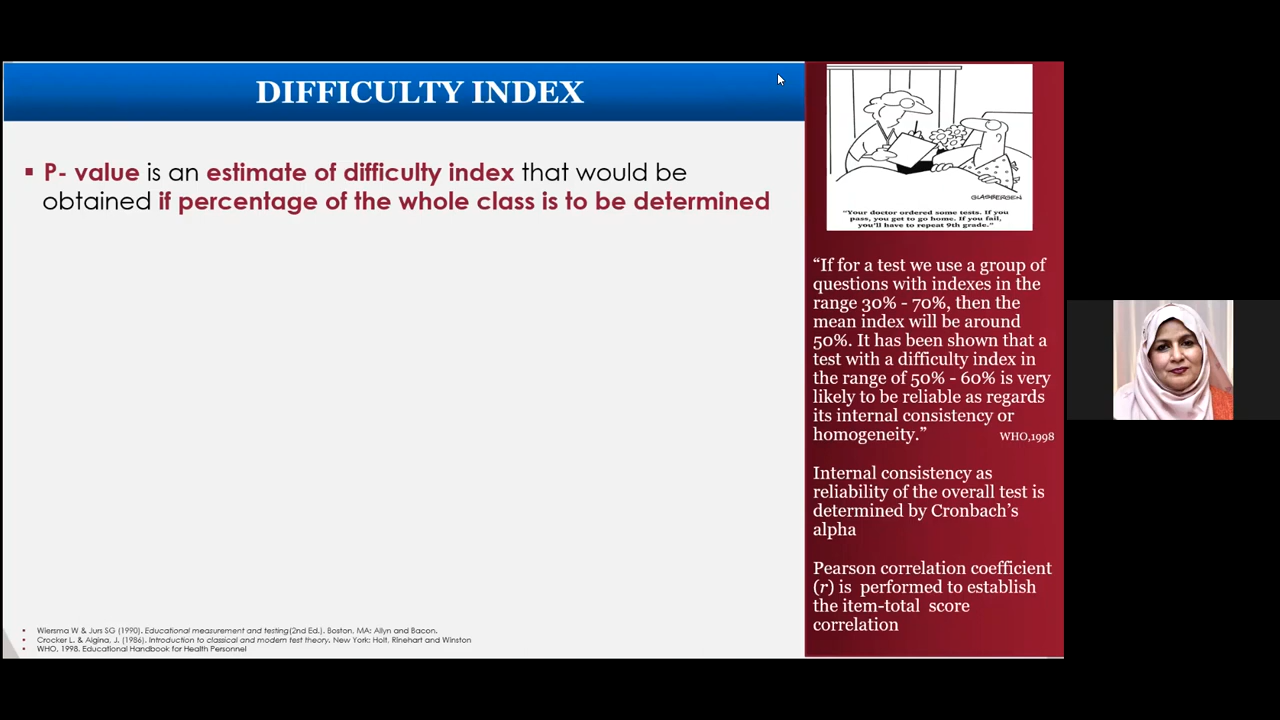 DIFFICULTY INDEX
▪ P- value is an estimate of difficulty index that would be
obtained if percentage of the whole class is to be determined
• Wiersma W & Jurs SG (1990). Educational measurement and testing(2nd Ed.). Boston, MA: Allyn and Bacon.
• Crocker L. & Algina, J. (1986). Introduction to classical and modern test theory. New York: Holt, Rinehart and Winston
• WHO, 1998. Educational Handbook for Health Personnel
GLASBERGEN
"Your doctor ordered some tests. If you
pass, you get to go home. If you fail,
you'll have to repeat 9th grade."
“If for a test we use a group of
questions with indexes in the
range 30% - 70%, then the
mean index will be around
50%. It has been shown that a
test with a difficulty index in
the range of 50% - 60% is very
likely to be reliable as regards
its internal consistency or
homogeneity.” WHO,1998
Internal consistency as
reliability of the overall test is
determined by Cronbach’s
alpha
Pearson correlation coefficient
(r) is performed to establish
the item-total score
correlation